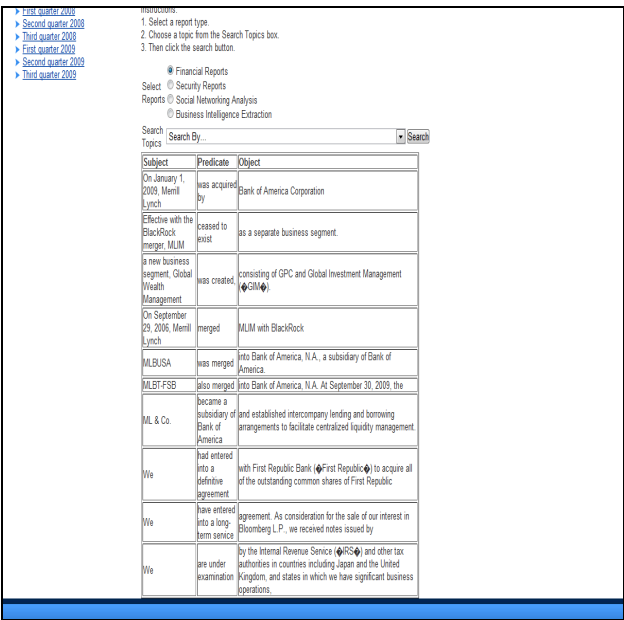 First quarter 2008
Second quarter 2008
Third quarter 2008
First quarter 2009
Second quarter 2009
Third quarter 2009
Instructions:
1. Select a report type.
2. Choose a topic from the Search Topics box.
3. Then click the search button.
Select Reports
Financial Reports
Security Reports
Social Networking Analysis
Business Intelligence Extraction
Search Topics
Search By...
Search
Subject Predicate Object
On January 1,
2009, Merrill
Lynch
was acquired
by
Bank of America Corporation
Effective with the
BlackRock
merger, MLIM
ceased to
exist
as a separate business segment.
a new business
segment, Global
Wealth
Management
was created,
consisting of GPC and Global Investment Management
(�GIM�).
On September
29, 2006, Merrill
Lynch
merged
MLIM with BlackRock
MLBUSA
was merged
into Bank of America, N.A., a subsidiary of Bank of
America.
MLBT-FSB
also merged
into Bank of America, N.A. At September 30, 2009, the
ML & Co.
became a
subsidiary of
Bank of
America
and established intercompany lending and borrowing
arrangements to facilitate centralized liquidity management.
We
had entered
into a
definitive
agreement
with First Republic Bank (�First Republic�) to acquire all
of the outstanding common shares of First Republic
We
have entered
into a long-
term service
agreement. As consideration for the sale of our interest in
Bloomberg L.P., we received notes issued by
We
are under
examination
by the Internal Revenue Service (�IRS�) and other tax
authorities in countries including Japan and the United
Kingdom, and states in which we have significant business
operations,